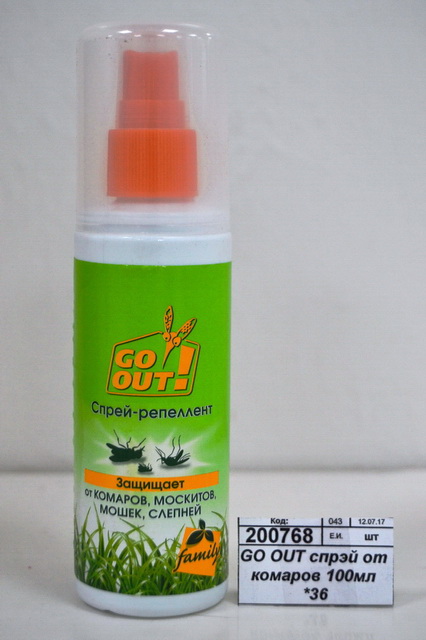 GO
OUT!
Спрей-репеллент
Защищает
от КОМАРОВ, МОСКИТОВ,
МОШЕК, СЛЕПНЕЙ
family
Код: 043 12.07.17
200768 Е.И. шт
GO OUT спрэй от
комаров 100мл
*36